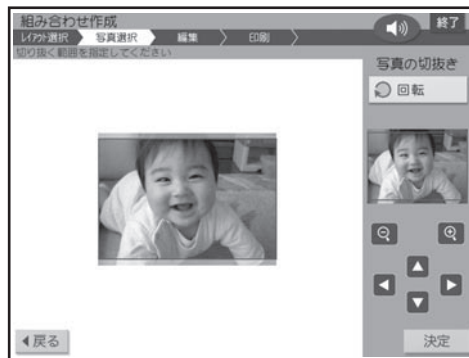 組み合わせ作成
終了
ﾚｲｱｳﾄ選択
写真選択
編集
印刷
切り抜く範囲を指定してください
写真の切抜き
回転
戻る
決定